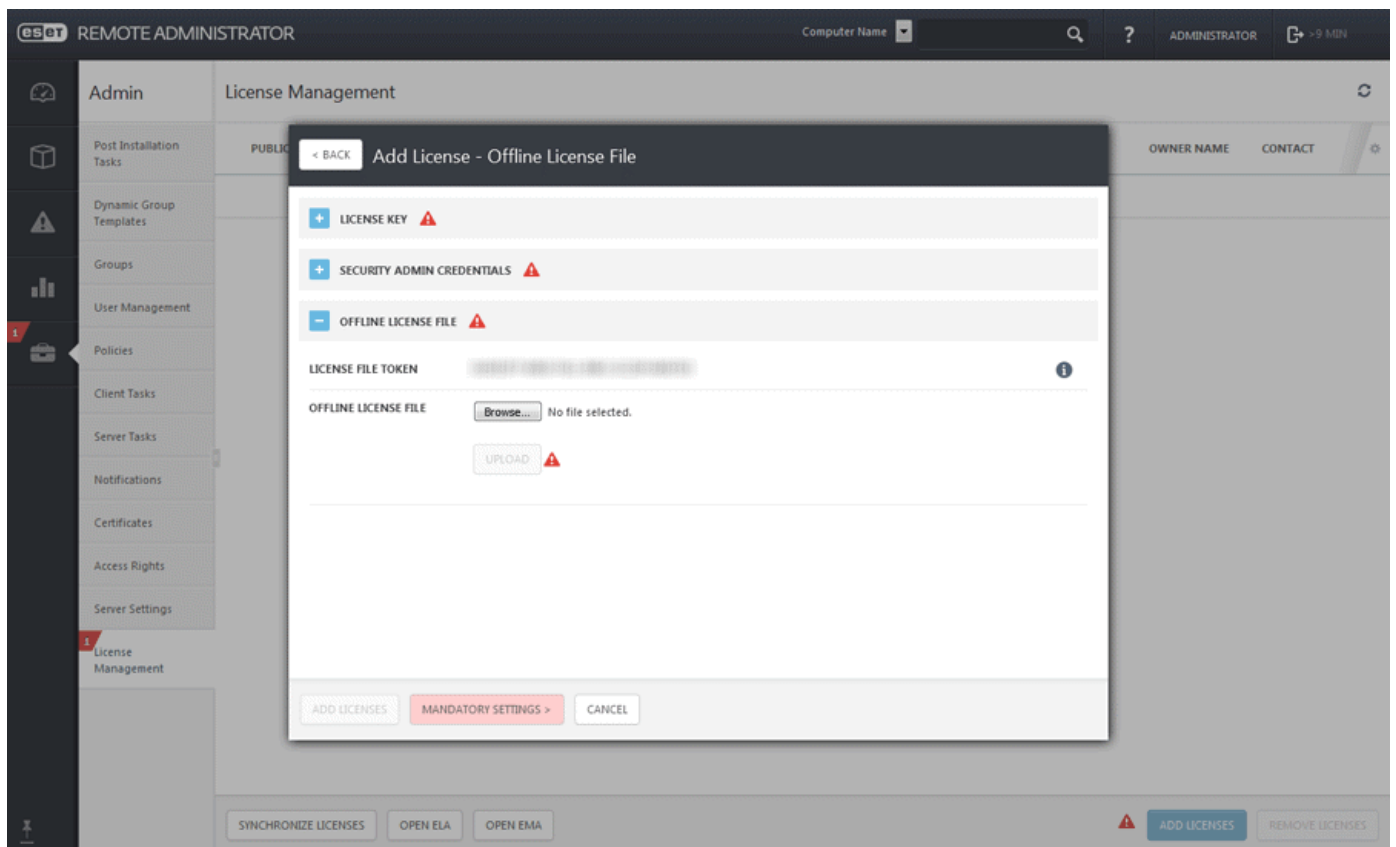 eset REMOTE ADMINISTRATOR
Computer Name
?
ADMINISTRATOR
>9 MIN
Admin
License Management
Post Installation
Tasks
Dynamic Group
Templates
Groups
User Management
1
Policies
Client Tasks
Server Tasks
Notifications
Certificates
Access Rights
Server Settings
1
License
Management
PUBLIC
OWNER NAME
CONTACT
< BACK
Add License - Offline License File
+ LICENSE KEY
+ SECURITY ADMIN CREDENTIALS
- OFFLINE LICENSE FILE
LICENSE FILE TOKEN
OFFLINE LICENSE FILE
Browse... No file selected.
UPLOAD
ADD LICENSES
MANDATORY SETTINGS >
CANCEL
SYNCHRONIZE LICENSES
OPEN ELA
OPEN EMA
ADD LICENSES
REMOVE LICENSES